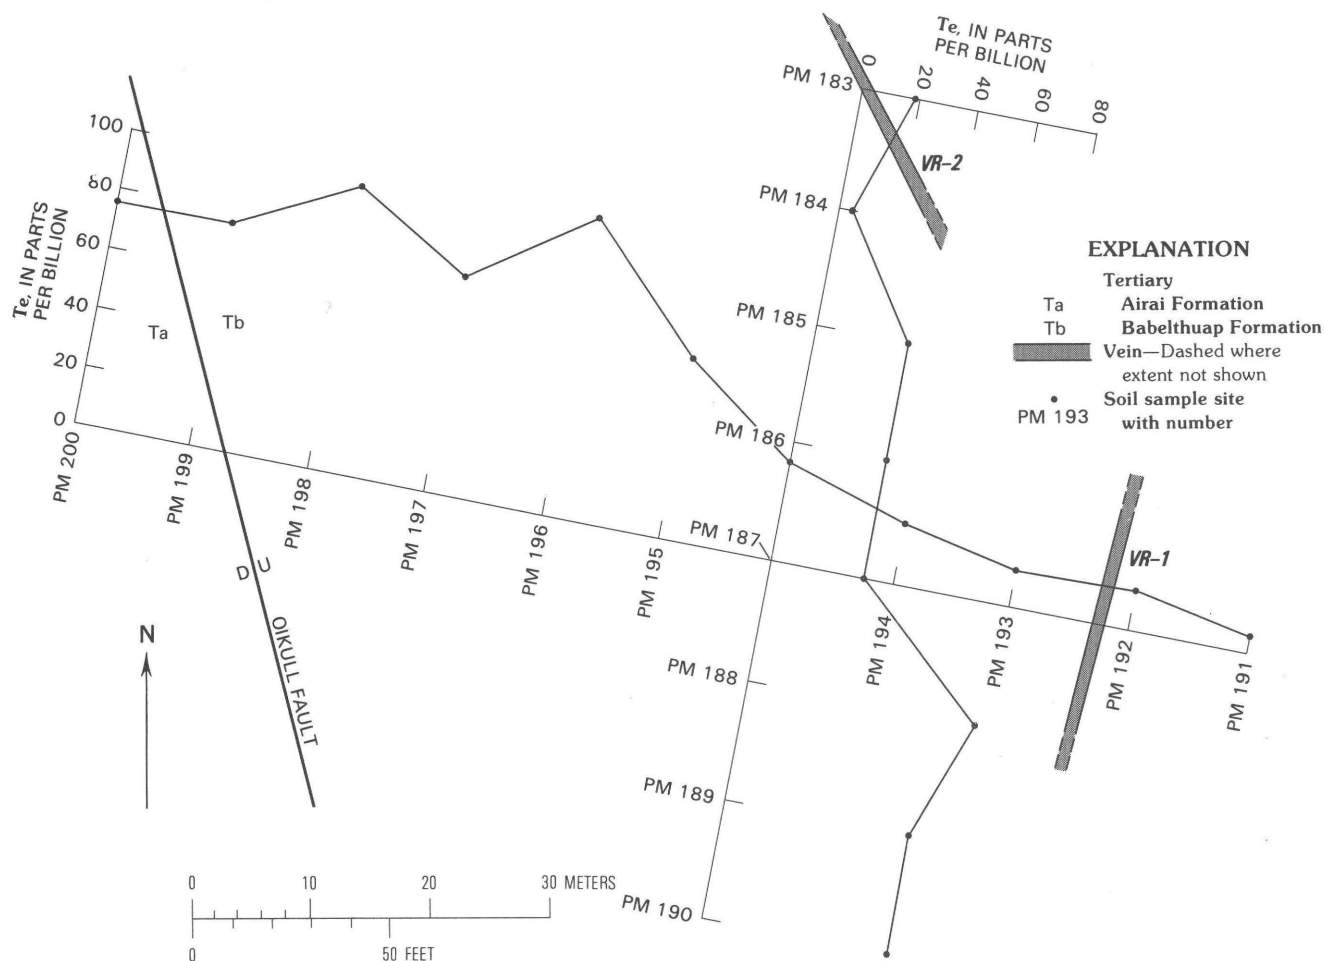 Te, IN PARTS
PER BILLION
0
20
40
60
80
PM 183
VR-2
100
80
60
40
20
0
Te, IN PARTS
PER BILLION
PM 184
PM 185
PM 186
PM 187
PM 188
PM 189
PM 190
Ta
Tb
EXPLANATION
Tertiary
Ta Airai Formation
Tb Babelthuap Formation
Vein—Dashed where
extent not shown
Soil sample site
PM 193 with number
PM 200
PM 199
PM 198
PM 197
PM 196
PM 195
PM 194
PM 193
PM 192
PM 191
VR-1
D U
OIKULL FAULT
N
0 10 20 30 METERS
0 50 FEET